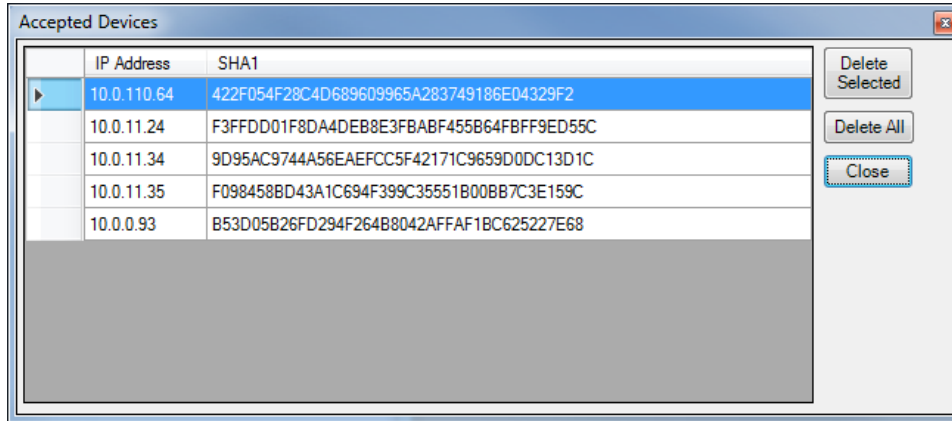 Accepted Devices
IP Address SHA1
10.0.110.64 422F054F28C4D689609965A283749186E04329F2
10.0.11.24 F3FFDD01F8DA4DEB8E3FBABF455B64FBFF9ED55C
10.0.11.34 9D95AC9744A56EAEFCC5F42171C9659D0DC13D1C
10.0.11.35 F098458BD43A1C694F399C35551B00BB7C3E159C
10.0.0.93 B53D05B26FD294F264B8042AFFAF1BC625227E68
Delete
Selected
Delete All
Close